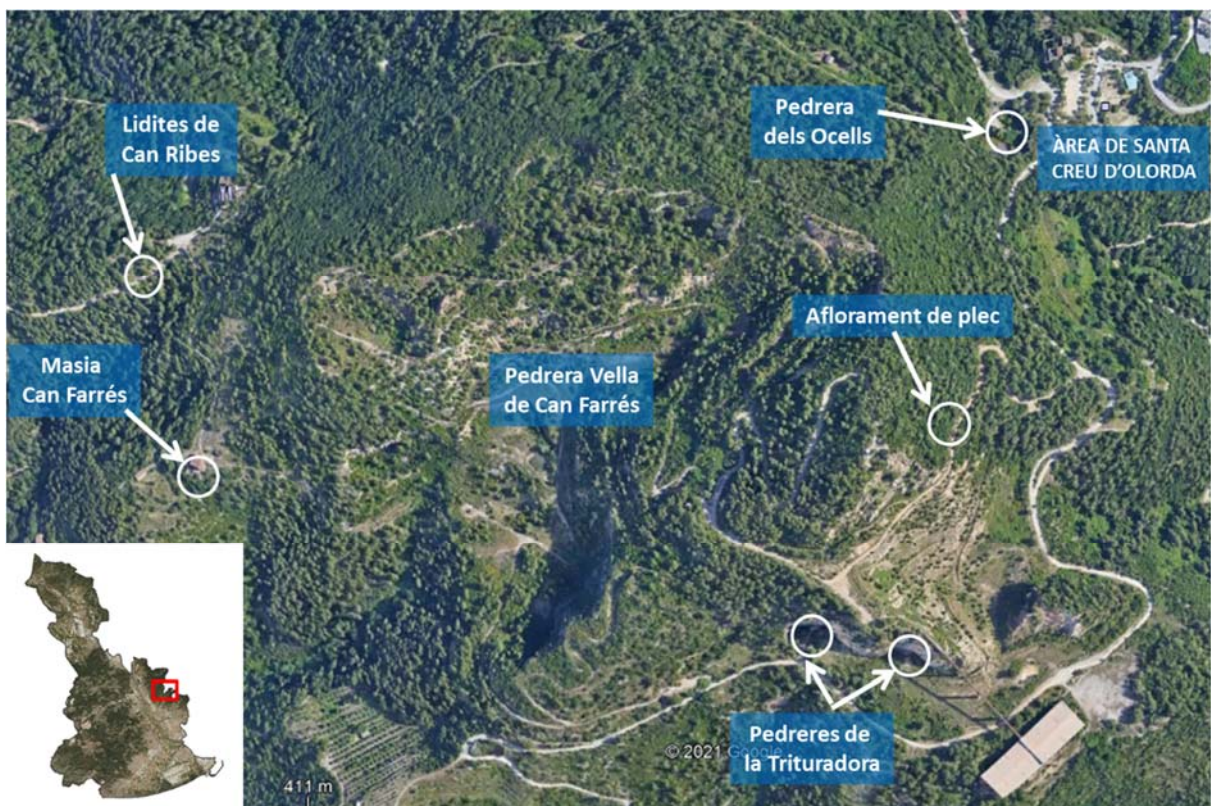 Lidites de
Can Ribes
Pedrera
dels Ocells
ÀREA DE SANTA
CREU D'OLORDA
Aflorament de plec
Masia
Can Farrés
Pedrera Vella
de Can Farrés
Pedreres de
la Trituradora
© 2021 Google
411 m